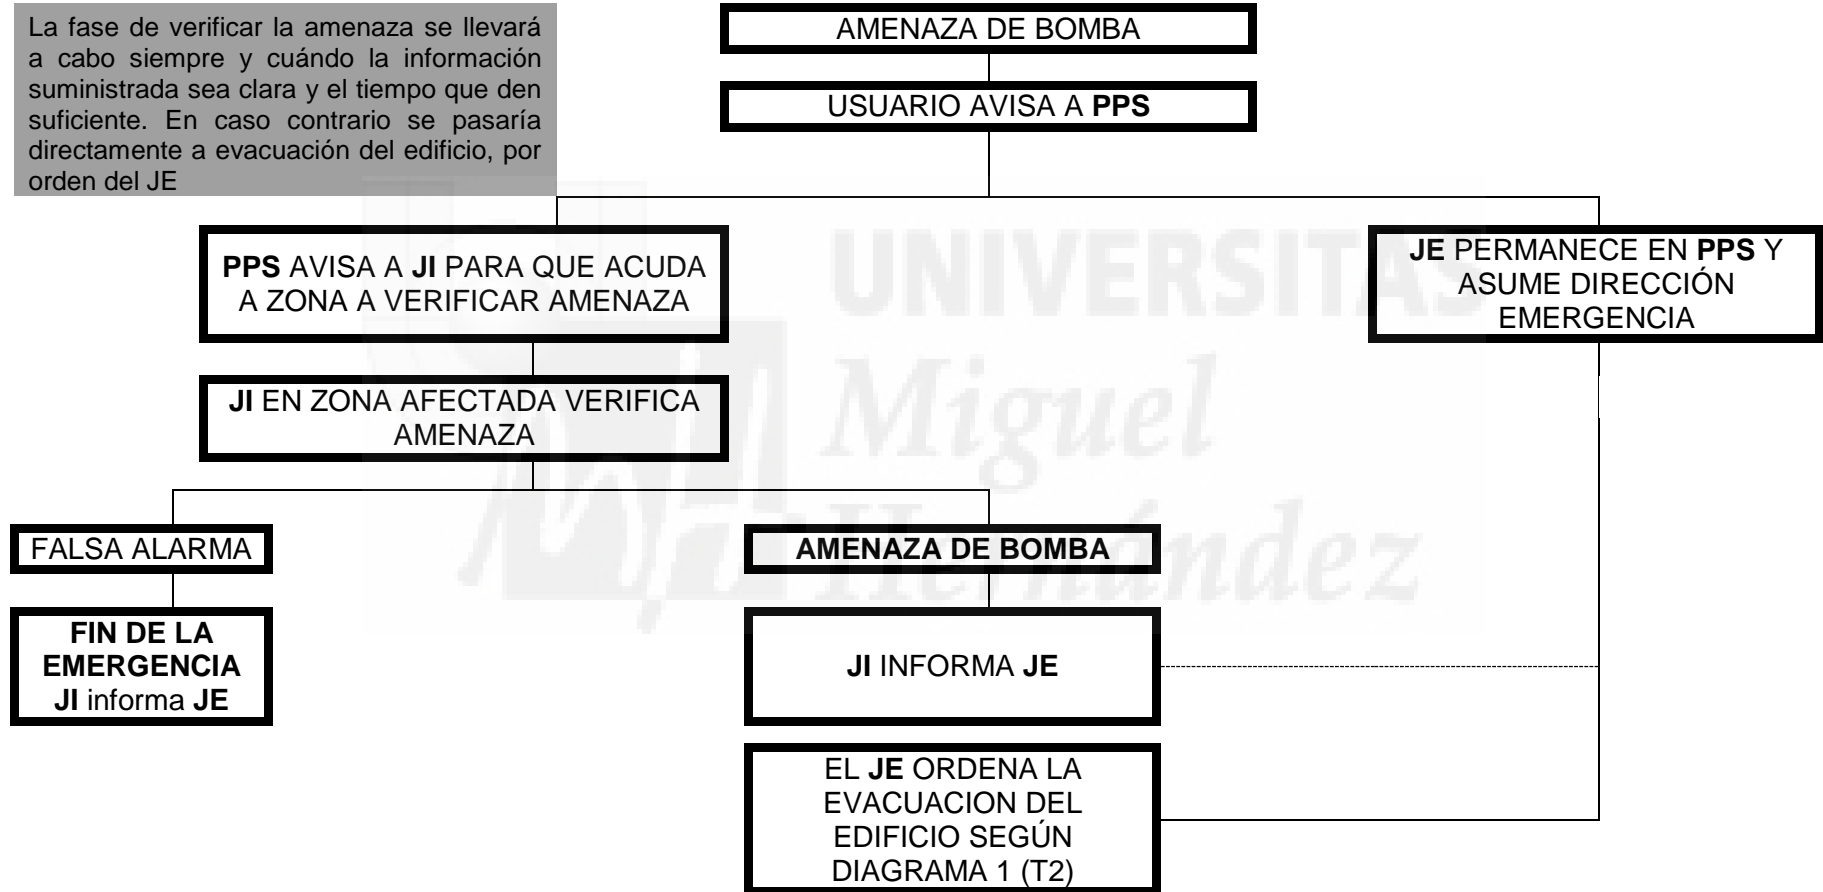 La fase de verificar la amenaza se llevará
a cabo siempre y cuándo la información
suministrada sea clara y el tiempo que den
suficiente. En caso contrario se pasaría
directamente a evacuación del edificio, por
orden del JE
AMENAZA DE BOMBA
USUARIO AVISA A PPS
PPS AVISA A JI PARA QUE ACUDA
A ZONA A VERIFICAR AMENAZA
JE PERMANECE EN PPS Y
ASUME DIRECCIÓN
EMERGENCIA
UNIVERSITAS
Miguel
Hernández
JI EN ZONA AFECTADA VERIFICA
AMENAZA
FALSA ALARMA
AMENAZA DE BOMBA
FIN DE LA
EMERGENCIA
JI informa JE
JI INFORMA JE
EL JE ORDENA LA
EVACUACION DEL
EDIFICIO SEGÚN
DIAGRAMA 1 (T2)